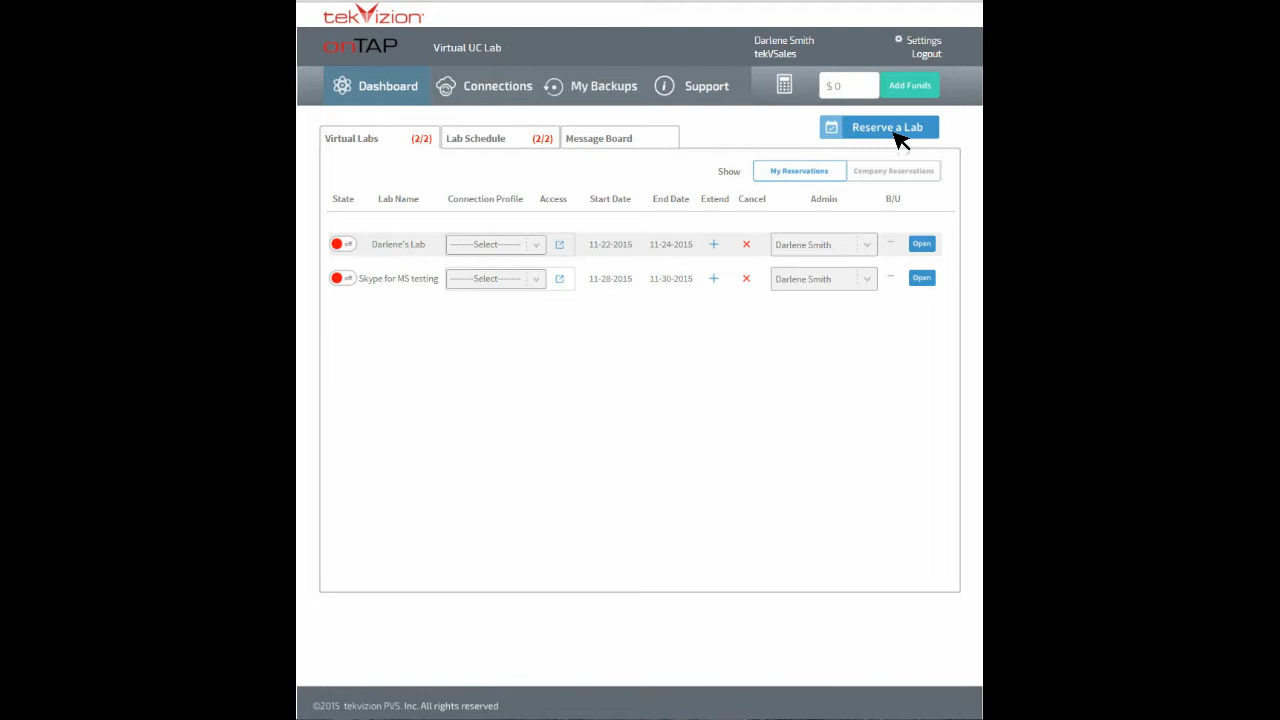 tekVizion
onTAP Virtual UC Lab
Darlene Smith
tekVSales
Settings
Logout
Dashboard Connections My Backups Support $ 0 Add Funds
Reserve a Lab
Virtual Labs (2/2) Lab Schedule (2/2) Message Board
Show My Reservations Company Reservations
State Lab Name Connection Profile Access Start Date End Date Extend Cancel Admin B/U
off Darlene's Lab --------Select-------- 11-22-2015 11-24-2015 + × Darlene Smith -- Open
off Skype for MS testing --------Select-------- 11-28-2015 11-30-2015 + × Darlene Smith -- Open
©2015 tekvizion PVS. Inc. All rights reserved